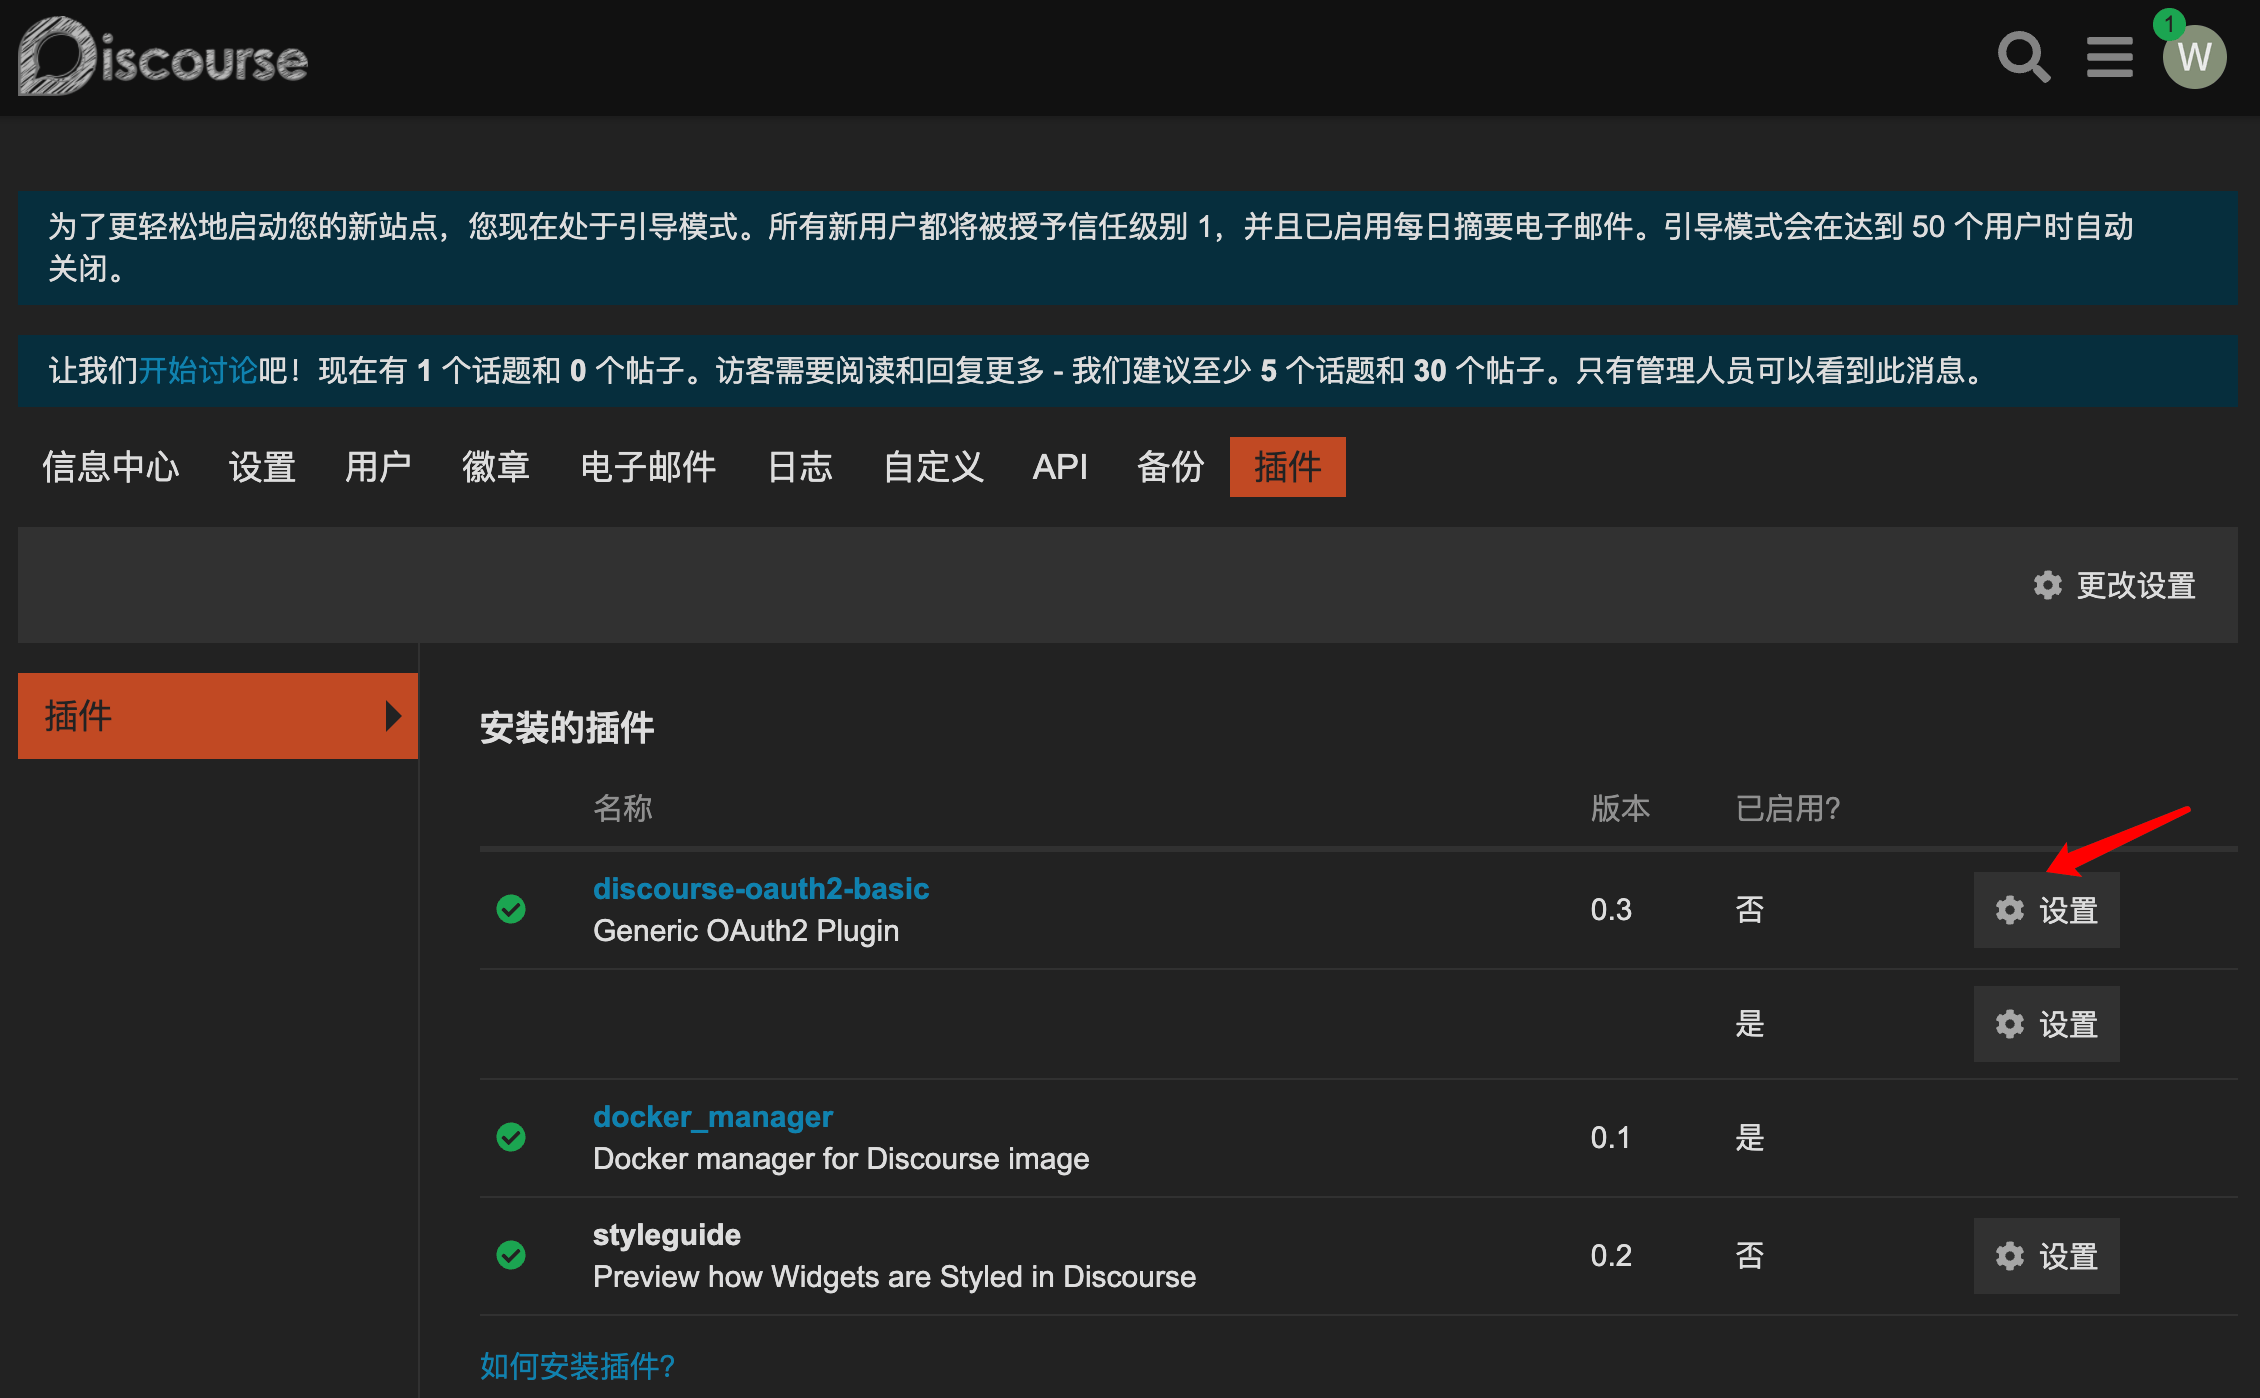 Discourse
1
W
为了更轻松地启动您的新站点，您现在处于引导模式。所有新用户都将被授予信任级别 1，并且已启用每日摘要电子邮件。引导模式会在达到 50 个用户时自动
关闭。
让我们开始讨论吧！现在有 1 个话题和 0 个帖子。访客需要阅读和回复更多 - 我们建议至少 5 个话题和 30 个帖子。只有管理人员可以看到此消息。
信息中心 设置 用户 徽章 电子邮件 日志 自定义 API 备份 插件
更改设置
插件
安装的插件
名称 版本 已启用?
discourse-oauth2-basic
Generic OAuth2 Plugin
0.3 否 设置
是 设置
docker_manager
Docker manager for Discourse image
0.1 是
styleguide
Preview how Widgets are Styled in Discourse
0.2 否 设置
如何安装插件?